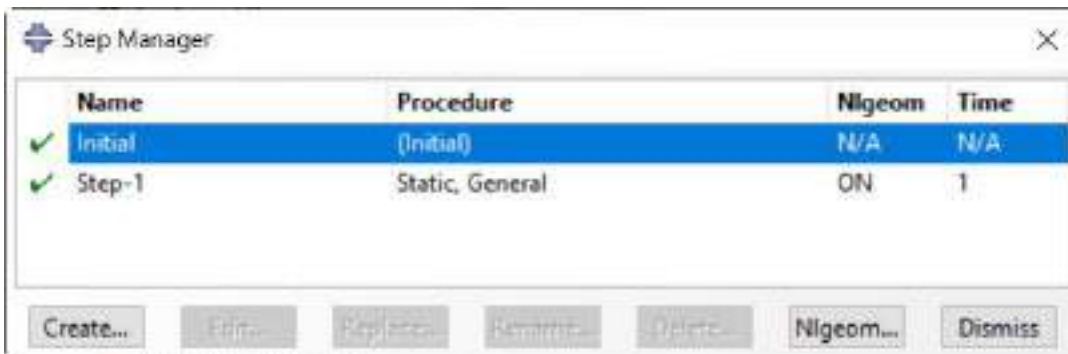 Step Manager
Name Procedure Nlgeom Time
Initial (Initial) N/A N/A
Step-1 Static, General ON 1
Create... Edit... Replace... Rename... Delete... Nlgeom... Dismiss